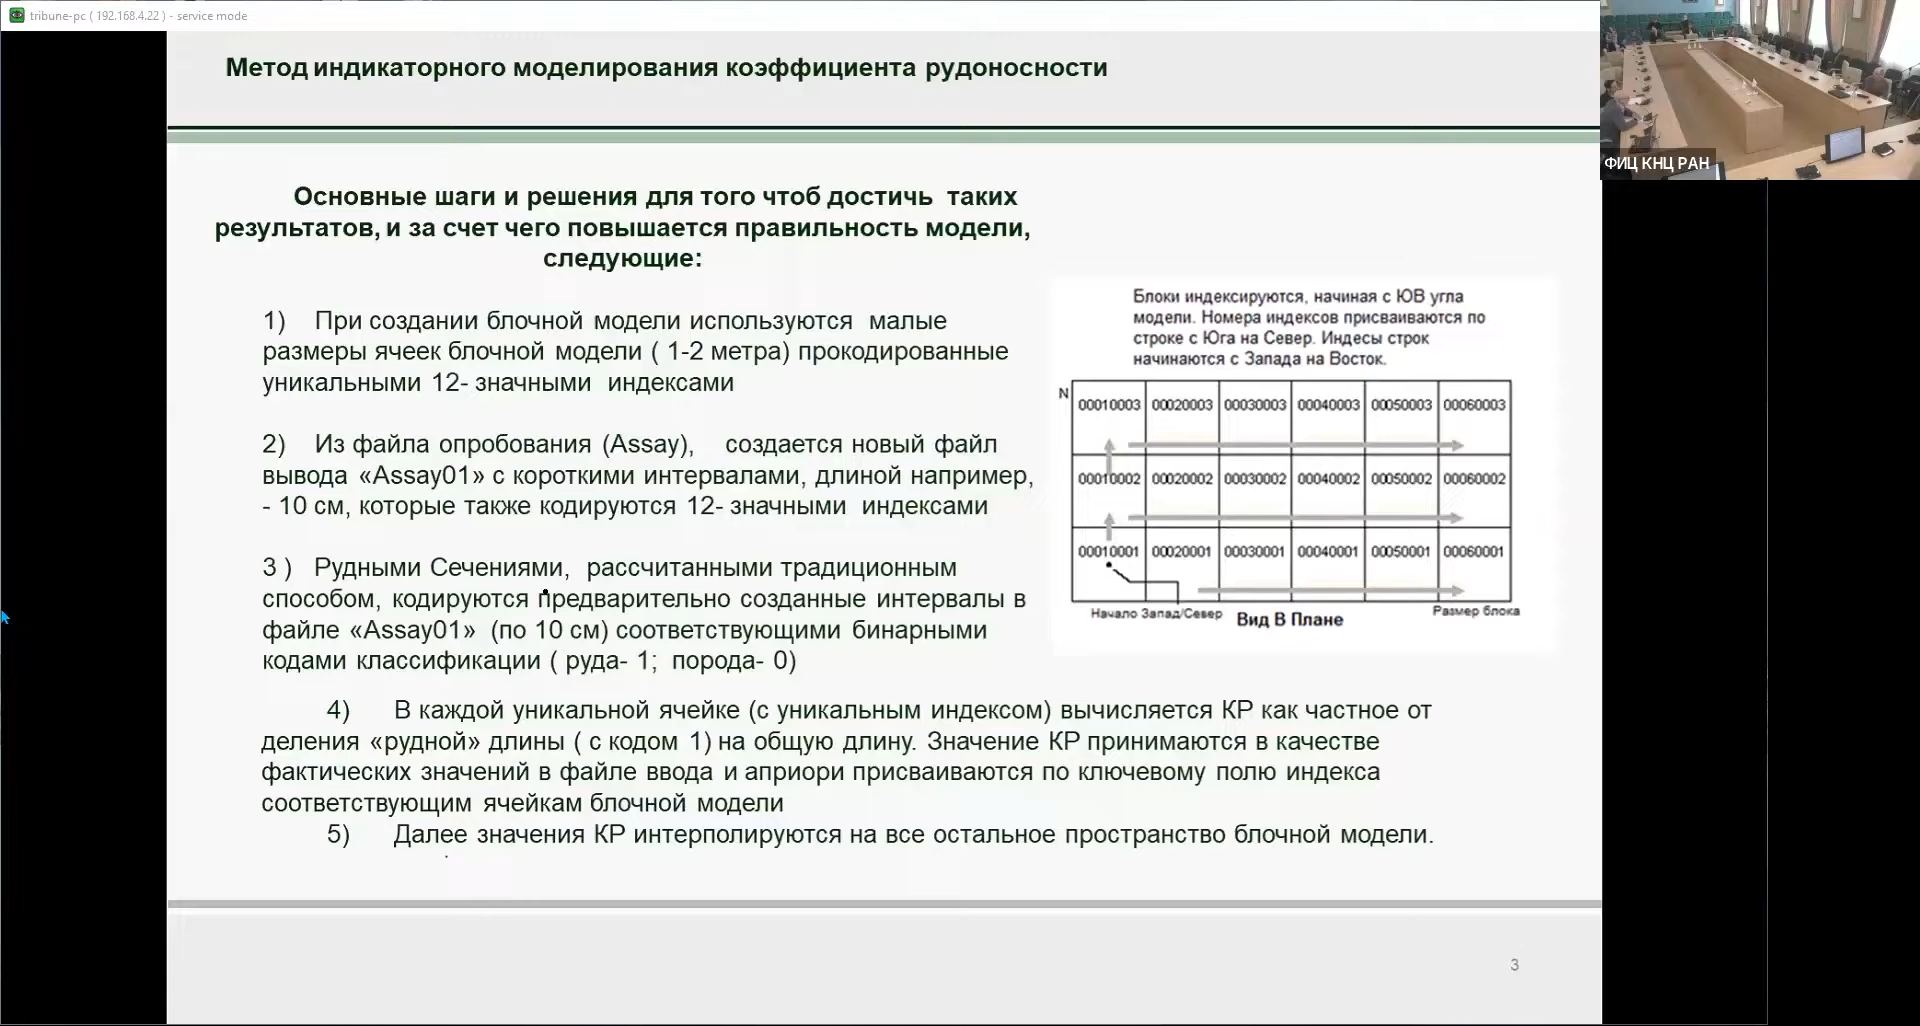 tribune-pc ( 192.168.4.22 ) - service mode
ФИЦ КНЦ РАН
Метод индикаторного моделирования коэффициента рудоносности
Основные шаги и решения для того чтоб достичь таких
результатов, и за счет чего повышается правильность модели,
следующие:
1) При создании блочной модели используются малые
размеры ячеек блочной модели ( 1-2 метра) прокодированные
уникальными 12- значными индексами
2) Из файла опробования (Assay), создается новый файл
вывода «Assay01» с короткими интервалами, длиной например,
- 10 см, которые также кодируются 12- значными индексами
3 ) Рудными Сечениями, рассчитанными традиционным
способом, кодируются предварительно созданные интервалы в
файле «Assay01» (по 10 см) соответствующими бинарными
кодами классификации ( руда- 1; порода- 0)
Блоки индексируются, начиная с ЮВ угла
модели. Номера индексов присваиваются по
строке с Юга на Север. Индесы строк
начинаются с Запада на Восток.
N
00010003 00020003 00030003 00040003 00050003 00060003
00010002 00020002 00030002 00040002 00050002 00060002
00010001 00020001 00030001 00040001 00050001 00060001
Начало Запад/Север Вид В Плане Размер блока
4) В каждой уникальной ячейке (с уникальным индексом) вычисляется КР как частное от
деления «рудной» длины ( с кодом 1) на общую длину. Значение КР принимаются в качестве
фактических значений в файле ввода и априори присваиваются по ключевому полю индекса
соответствующим ячейкам блочной модели
5) Далее значения КР интерполируются на все остальное пространство блочной модели.
3